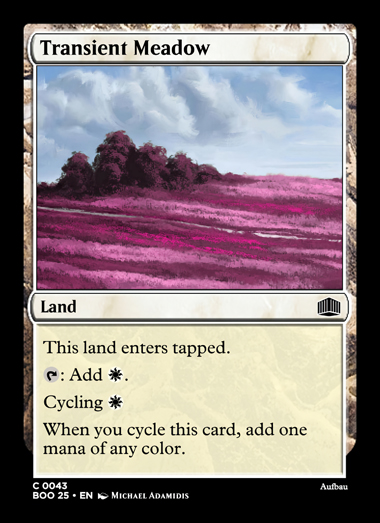 Transient Meadow
Land
This land enters tapped.
: Add .
Cycling
When you cycle this card, add one
mana of any color.
C 0043
BOO 25 • EN Michael Adamidis
Aufbau